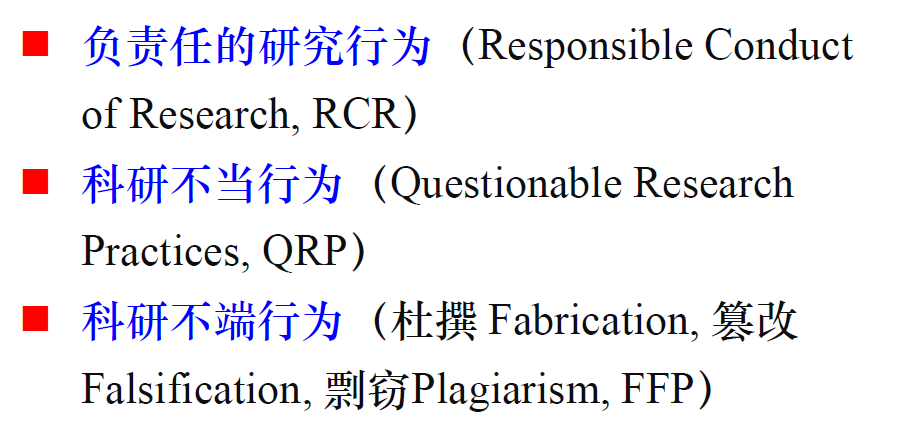 ■ 负责任的研究行为（Responsible Conduct
of Research, RCR）
■ 科研不当行为（Questionable Research
Practices, QRP）
■ 科研不端行为（杜撰 Fabrication, 篡改
Falsification, 剽窃Plagiarism, FFP）